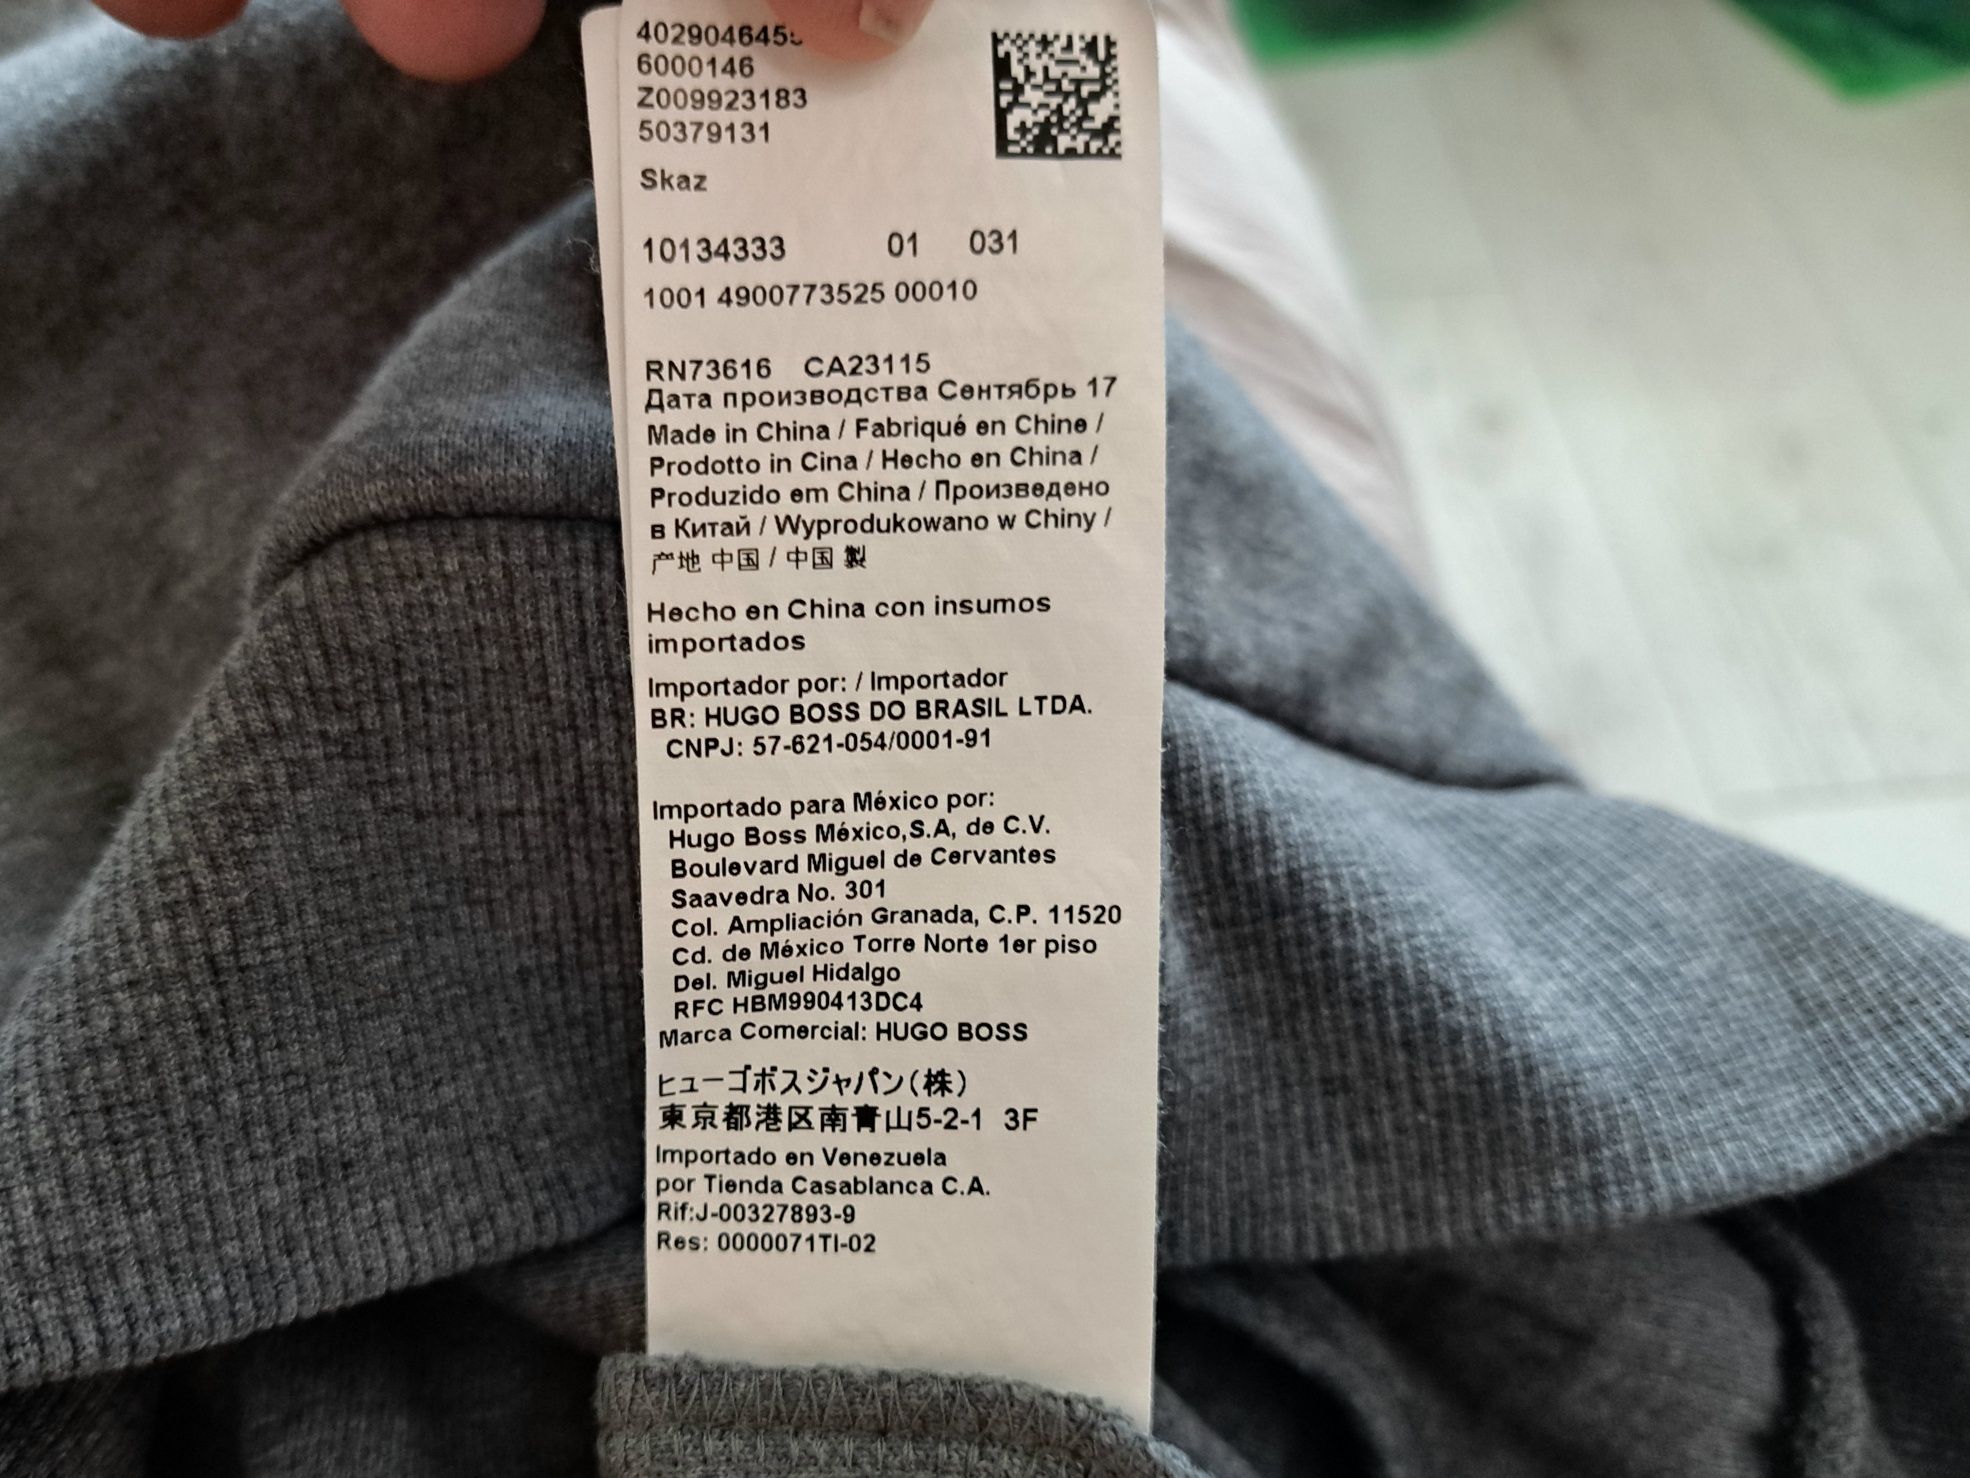 6000146
Z009923183
50379131
Skaz
10134333 01 031
1001 4900773525 00010
RN73616 CA23115
Дата производства Сентябрь 17
Made in China / Fabriqué en Chine /
Prodotto in Cina / Hecho en China /
Produzido em China / Произведено
в Китай / Wyprodukowano w Chiny /
产地 中国 / 中国 製
Hecho en China con insumos
importados
Importador por: / Importador
BR: HUGO BOSS DO BRASIL LTDA.
CNPJ: 57-621-054/0001-91
Importado para México por:
Hugo Boss México,S.A, de C.V.
Boulevard Miguel de Cervantes
Saavedra No. 301
Col. Ampliación Granada, C.P. 11520
Cd. de México Torre Norte 1er piso
Del. Miguel Hidalgo
RFC HBM990413DC4
Marca Comercial: HUGO BOSS
ヒューゴボスジャパン(株)
東京都港区南青山5-2-1 3F
Importado en Venezuela
por Tienda Casablanca C.A.
Rif:J-00327893-9
Res: 0000071TI-02